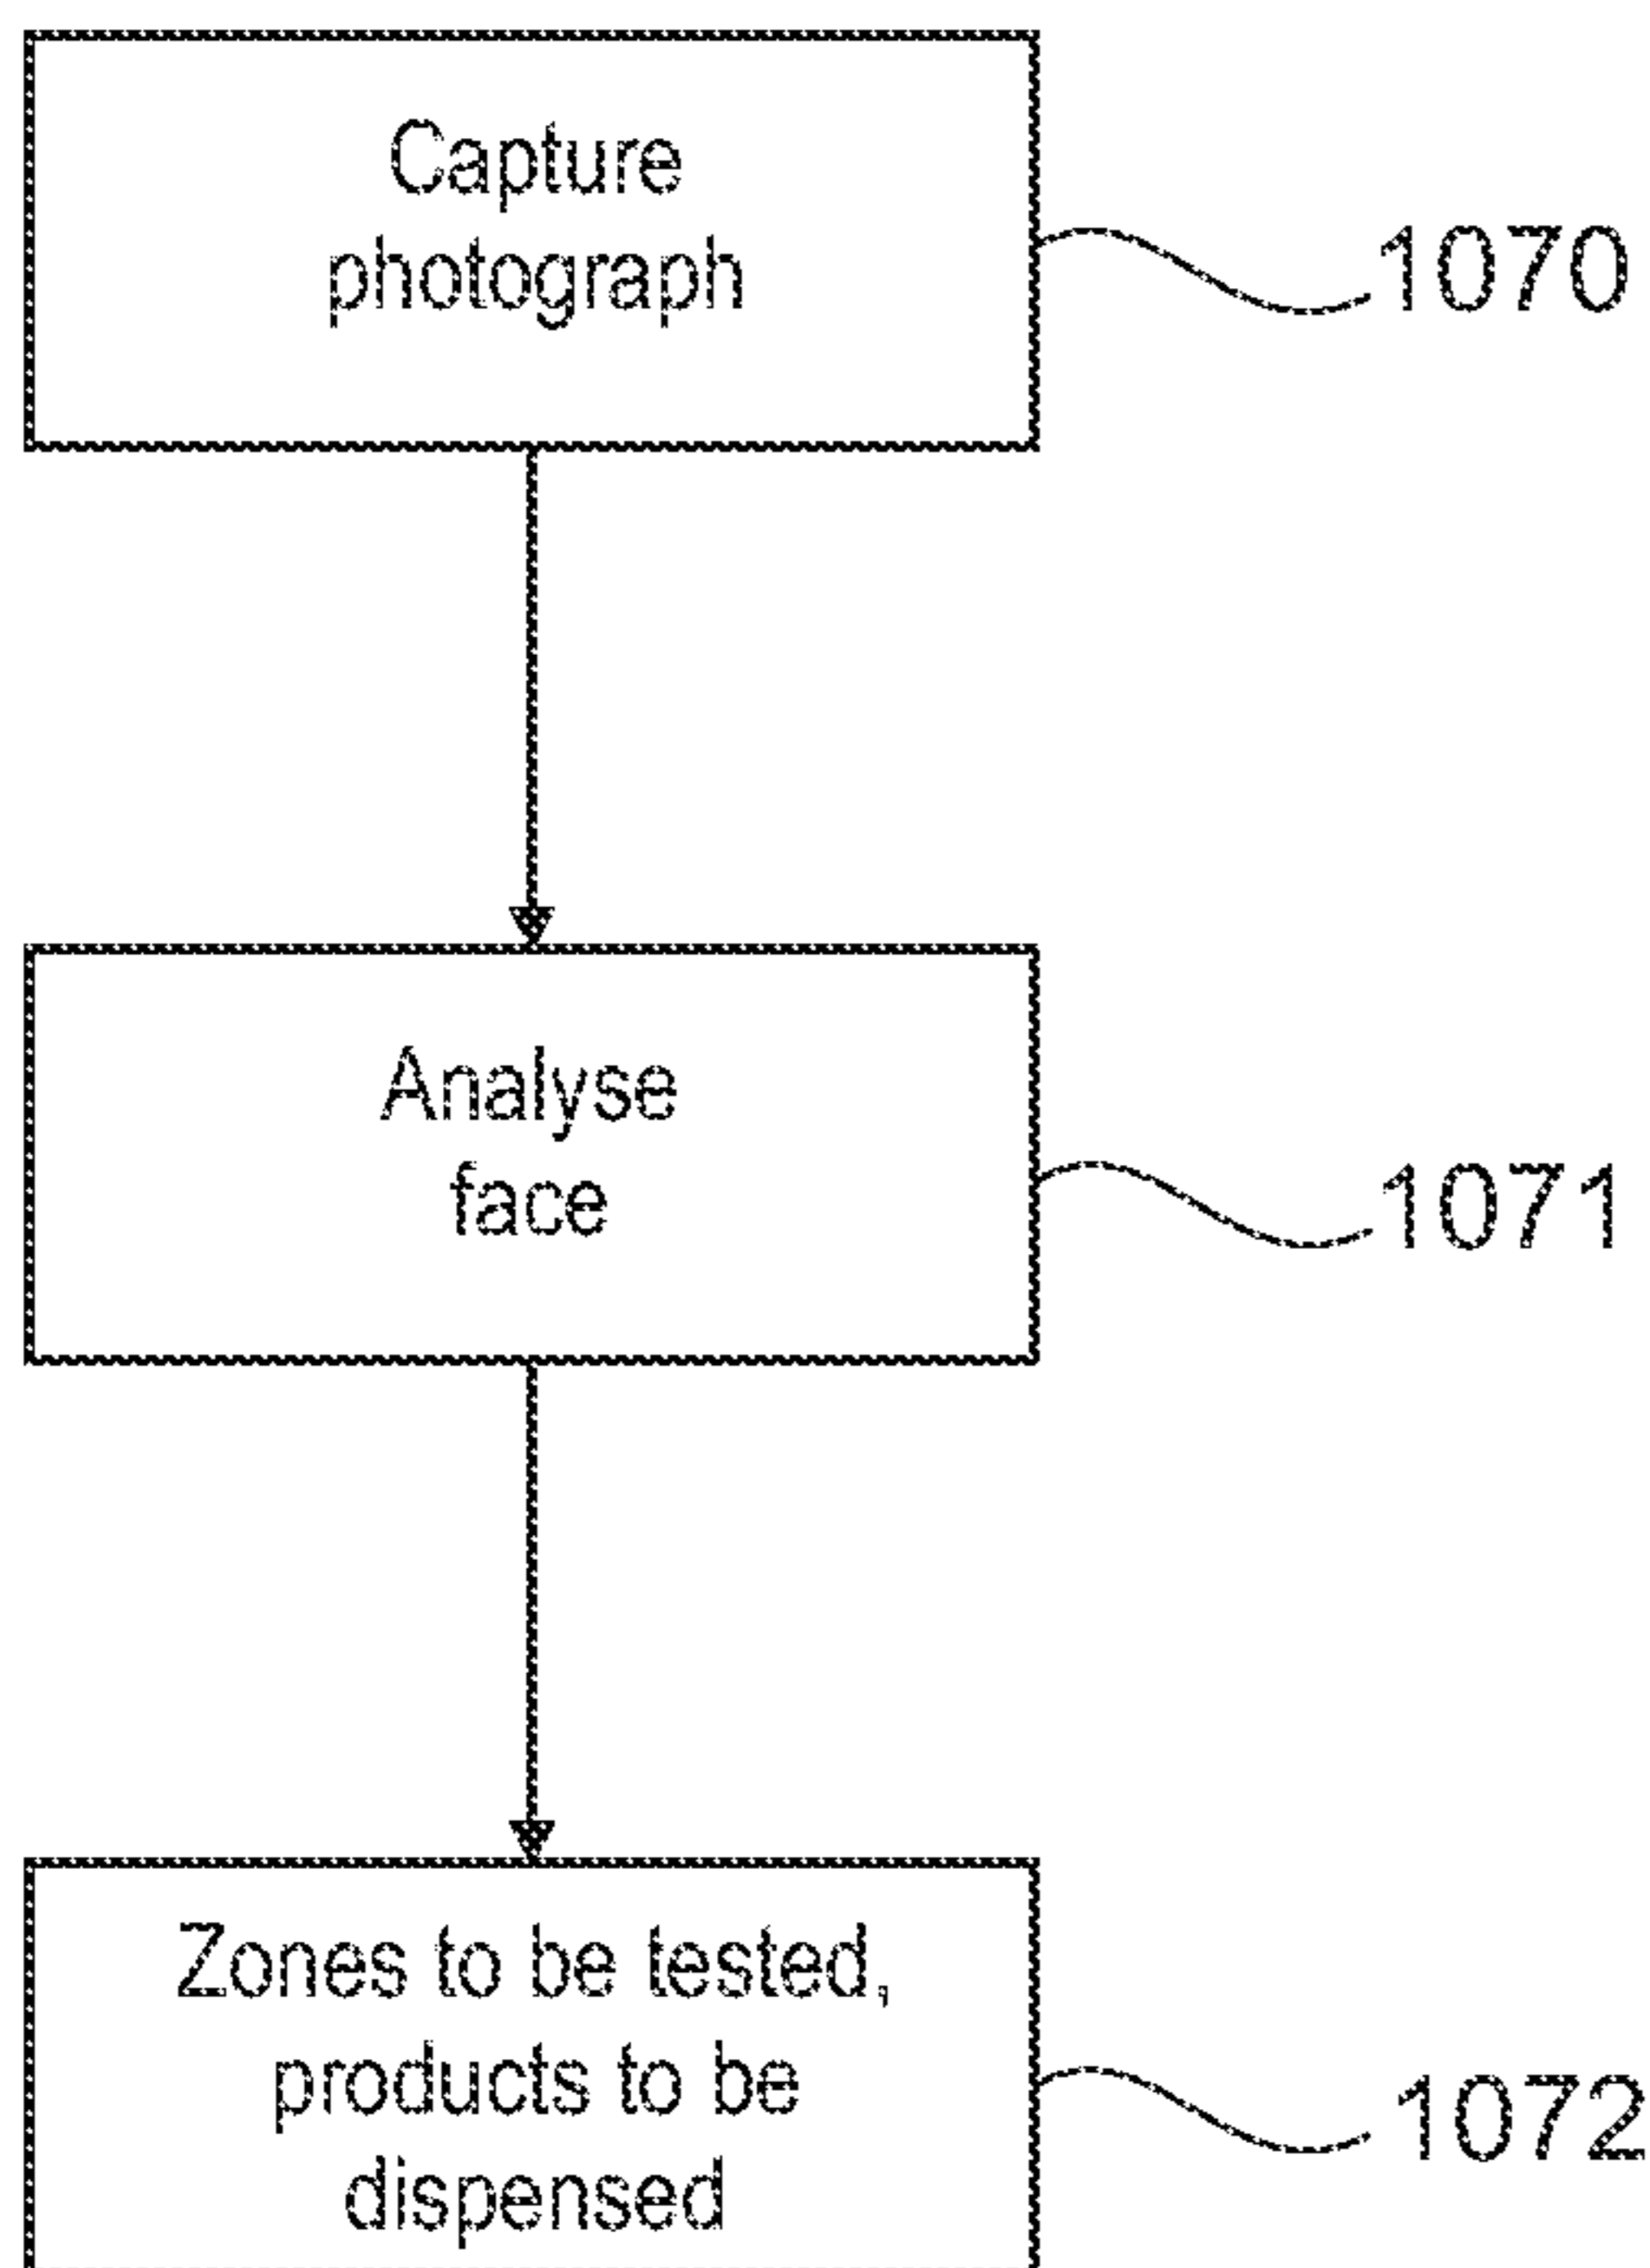 Capture
photograph
1070
Analyse
face
1071
Zones to be tested,
products to be
dispensed
1072